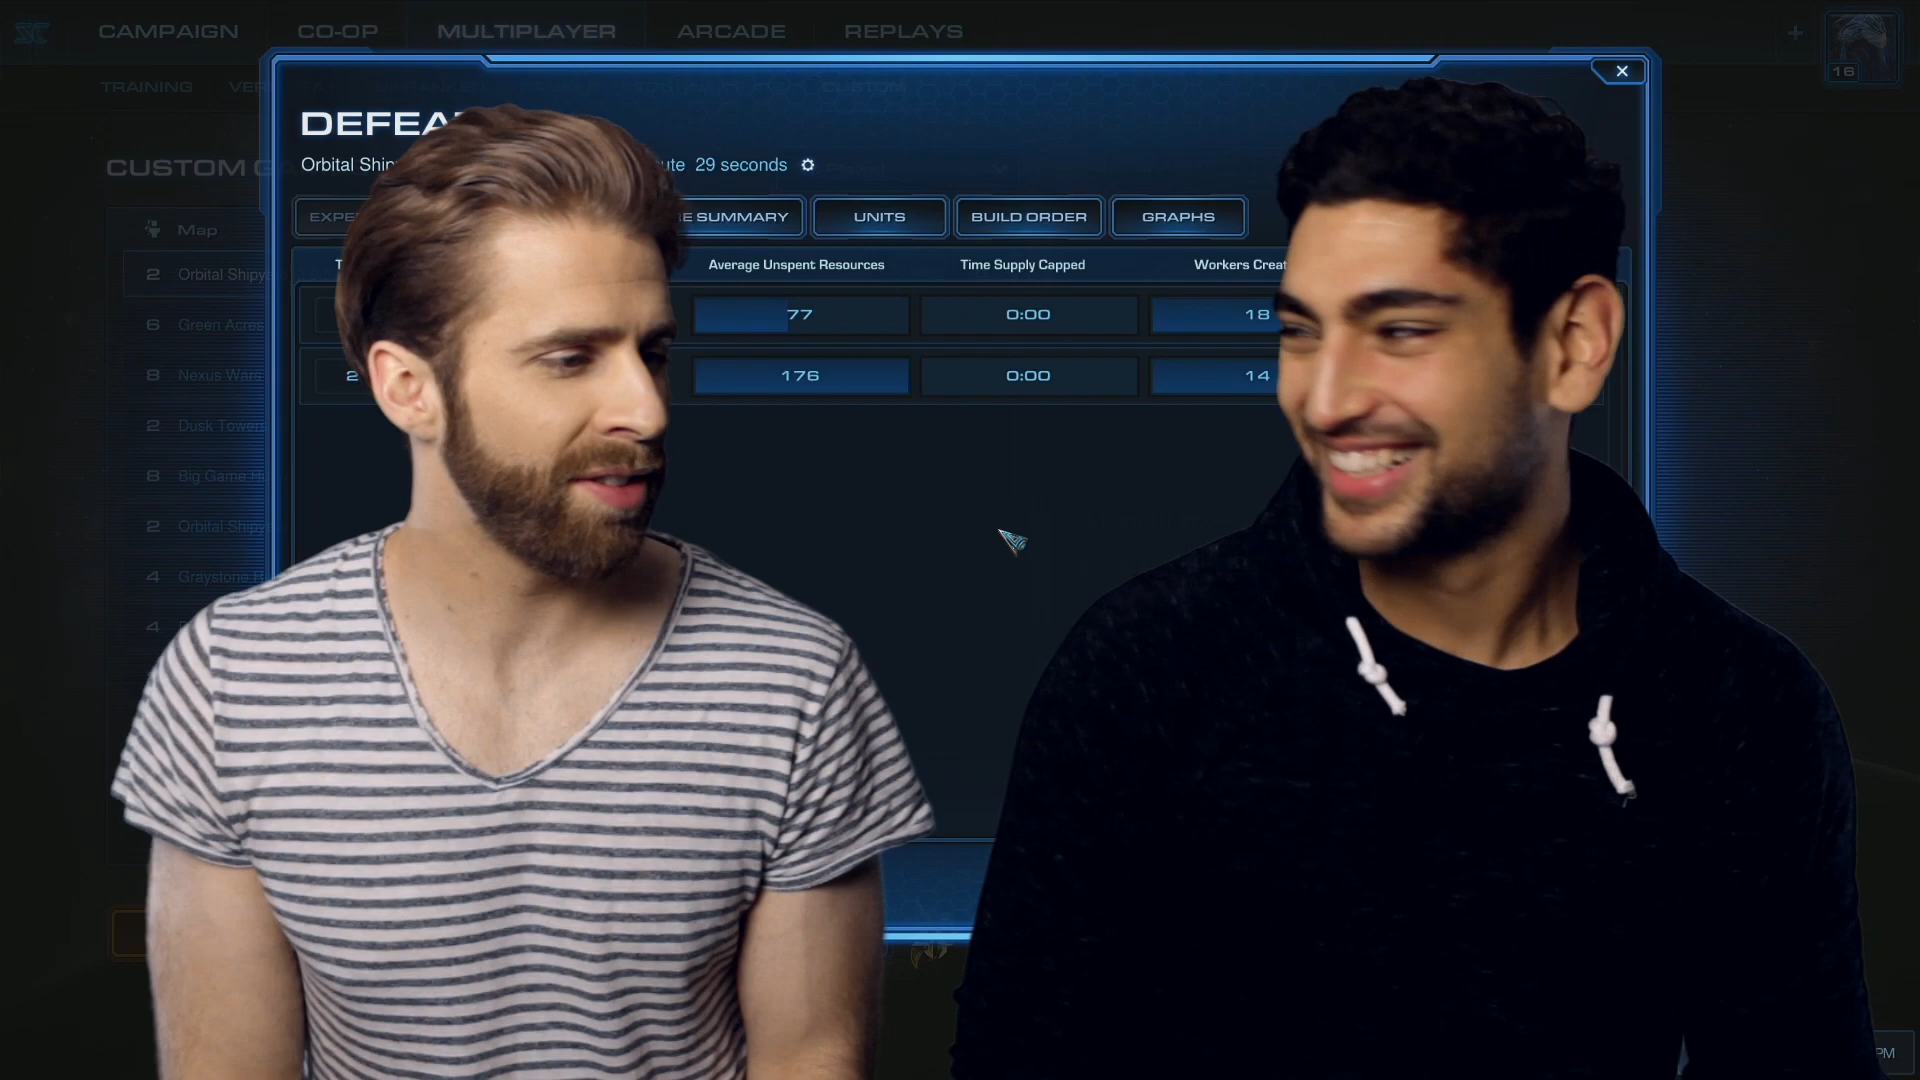 CAMPAIGN CO-OP MULTIPLAYER ARCADE REPLAYS
16
TRAINING
DEFEA
Orbital Ship 29 seconds
CUSTOM
SUMMARY UNITS BUILD ORDER GRAPHS
Map
Average Unspent Resources Time Supply Capped Workers Creat
2 Orbital Shipy
77 0:00 18
6 Green Acres
8 Nexus Wars
2 176 0:00 14
2 Dusk Towers
8 Big Game H
2 Orbital Shipy
4 Graystone R
4
PM